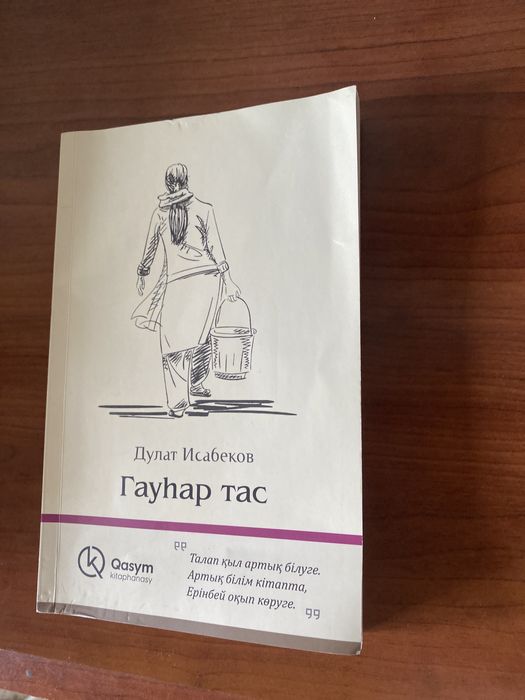 Дулат Исабеков
Гауһар тас
Qasym
kitaphanasy
Талап қыл артық білуге.
Артық білім кітапта,
Ерінбей оқып көруге.